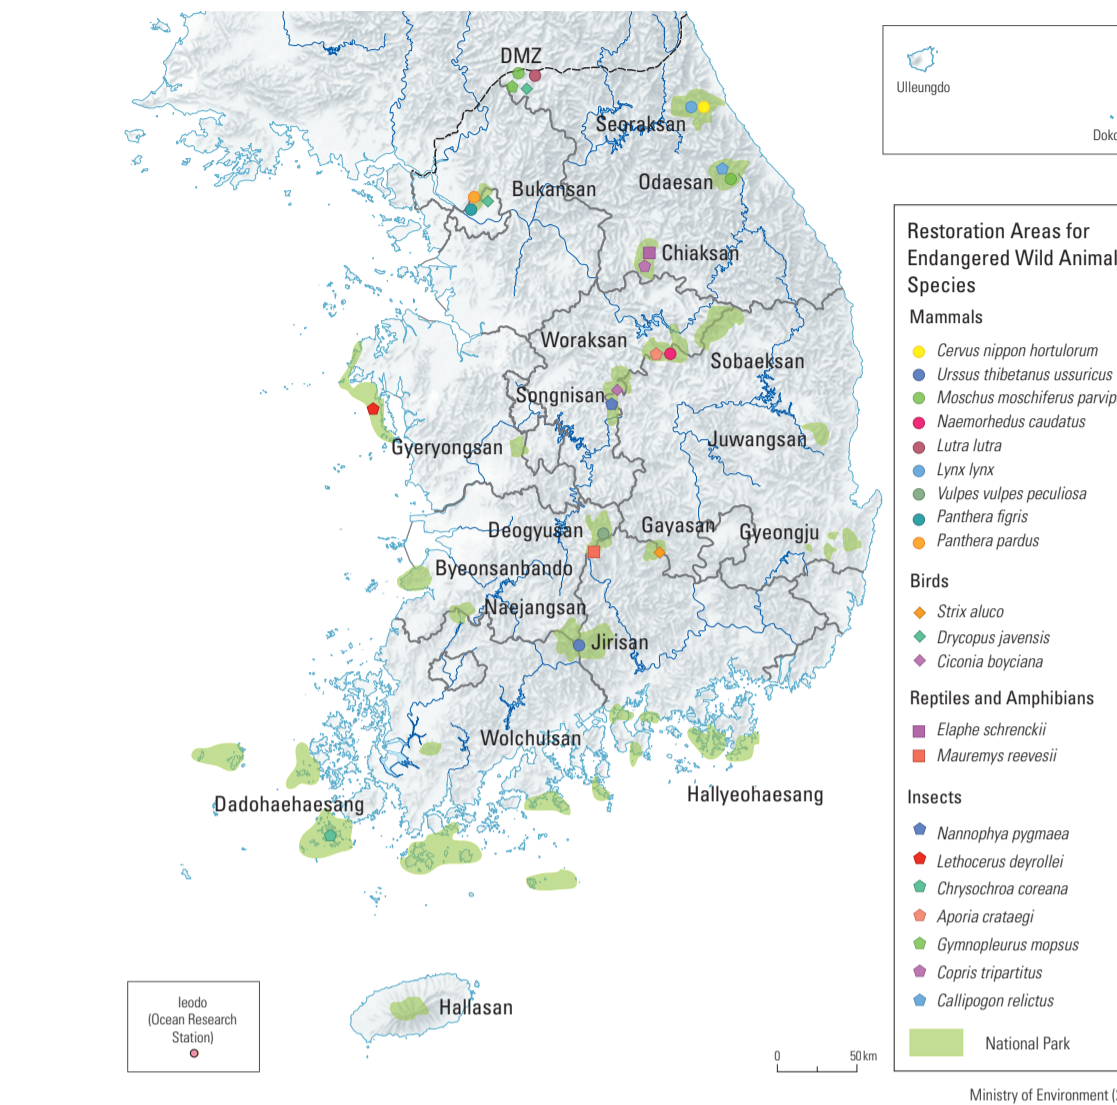 DMZ
Seoraksan
Bukansan
Odaesan
Chiaksan
Woraksan
Sobaeksan
Songnisan
Juwangsan
Gyeryongsan
Deogyusan
Gayasan
Gyeongju
Byeonsanbando
Naejangsan
Jirisan
Wolchulsan
Dadohaehaesang
Hallyeohaesang
Hallasan
Ieodo
(Ocean Research
Station)
0 50 km
Ulleungdo
Restoration Areas for
Endangered Wild Animal
Species
Mammals
Cervus nippon hortulorum
Urssus thibetanus ussuricus
Moschus moschiferus parvip
Naemorhedus caudatus
Lutra lutra
Lynx lynx
Vulpes vulpes peculiosa
Panthera figris
Panthera pardus
Birds
Strix aluco
Drycopus javensis
Ciconia boyciana
Reptiles and Amphibians
Elaphe schrenckii
Mauremys reevesii
Insects
Nannophya pygmaea
Lethocerus deyrollei
Chrysochroa coreana
Aporia crataegi
Gymnopleurus mopsus
Copris tripartitus
Callipogon relictus
National Park
Ministry of Environment (